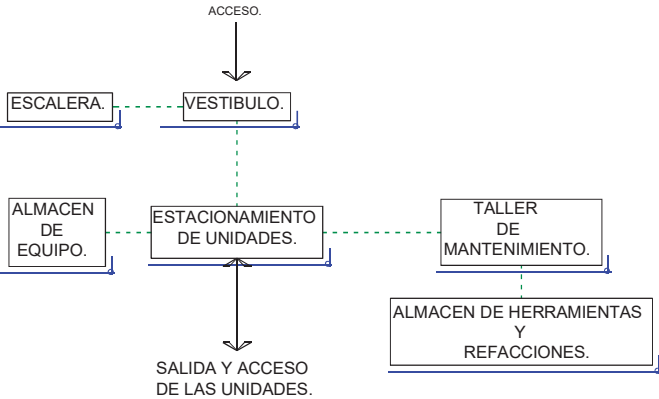 ACCESO.
ESCALERA.
VESTIBULO.
ALMACEN
DE
EQUIPO.
ESTACIONAMIENTO
DE UNIDADES.
TALLER
DE
MANTENIMIENTO.
ALMACEN DE HERRAMIENTAS
Y
REFACCIONES.
SALIDA Y ACCESO
DE LAS UNIDADES.